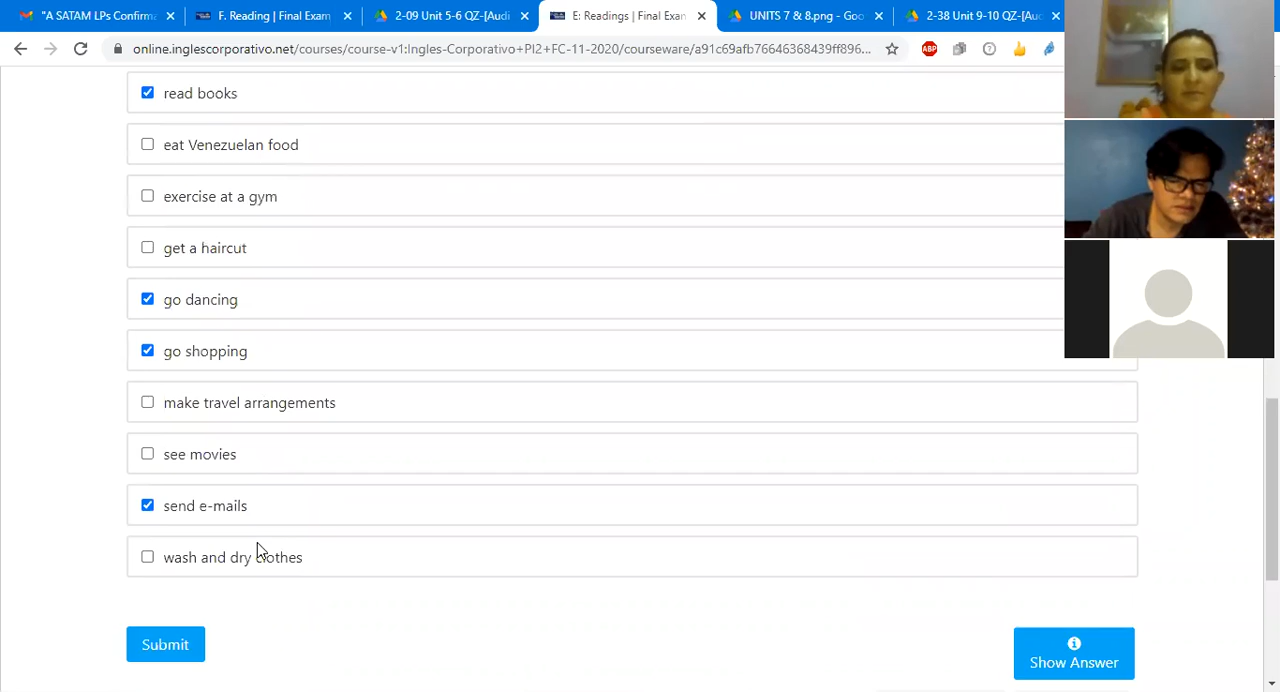 "A SATAM LPs Confirma
F. Reading | Final Exam
2-09 Unit 5-6 QZ-[Audi
E: Readings | Final Exan
UNITS 7 & 8.png - Goo
2-38 Unit 9-10 QZ-[Auc
online.inglescorporativo.net/courses/course-v1:Ingles-Corporativo+PI2+FC-11-2020/courseware/a91c69afb76646368439ff896...
ABP
read books
eat Venezuelan food
exercise at a gym
get a haircut
go dancing
go shopping
make travel arrangements
see movies
send e-mails
wash and dry clothes
Submit
Show Answer